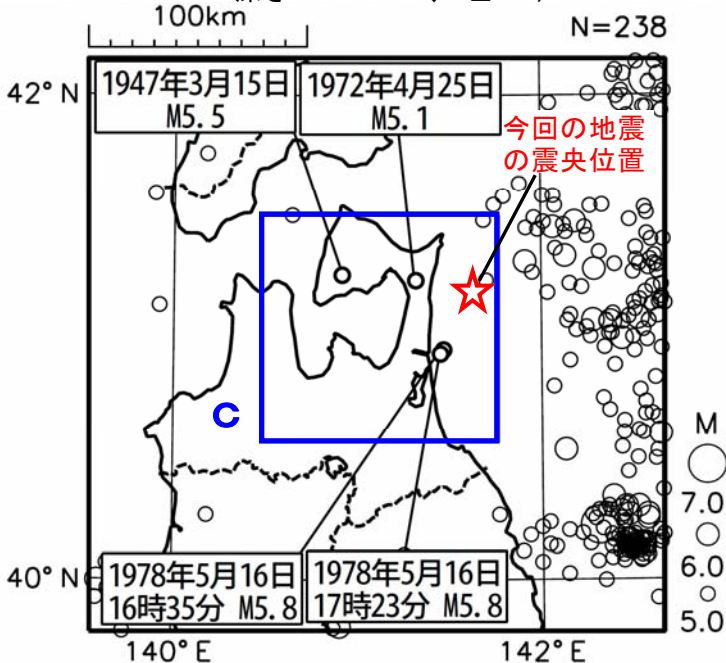 100km
N=238
42°N
1947年3月15日
M5.5
1972年4月25日
M5.1
今回の地震
の震央位置
c
M
7.0
6.0
5.0
1978年5月16日
16時35分 M5.8
1978年5月16日
17時23分 M5.8
40°N
140°E
142°E